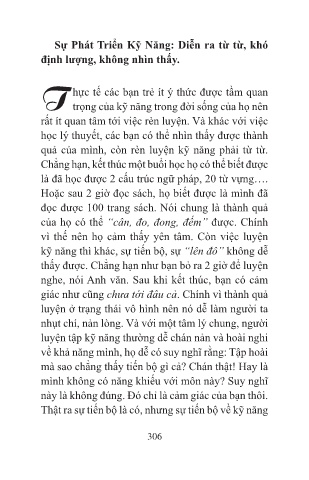 Sự Phát Triển Kỹ Năng: Diễn ra từ từ, khó
định lượng, không nhìn thấy.
Thực tế các bạn trẻ ít ý thức được tầm quan
trọng của kỹ năng trong đời sống của họ nên
rất ít quan tâm tới việc rèn luyện. Và khác với việc
học lý thuyết, các bạn có thể nhìn thấy được thành
quả của mình, còn rèn luyện kỹ năng phải từ từ.
Chẳng hạn, kết thúc một buổi học họ có thể biết được
là đã học được 2 cấu trúc ngữ pháp, 20 từ vựng….
Hoặc sau 2 giờ đọc sách, họ biết được là mình đã
đọc được 100 trang sách. Nói chung là thành quả
của họ có thể “cân, đo, đong, đếm” được. Chính
vì thế nên họ cảm thấy yên tâm. Còn việc luyện
kỹ năng thì khác, sự tiến bộ, sự “lên đô” không dễ
thấy được. Chẳng hạn như bạn bỏ ra 2 giờ để luyện
nghe, nói Anh văn. Sau khi kết thúc, bạn có cảm
giác như cũng chưa tới đâu cả. Chính vì thành quả
luyện ở trạng thái vô hình nên nó dễ làm người ta
nhụt chí, nản lòng. Và với một tâm lý chung, người
luyện tập kỹ năng thường dễ chán nản và hoài nghi
về khả năng mình, họ dễ có suy nghĩ rằng: Tập hoài
mà sao chẳng thấy tiến bộ gì cả? Chán thật! Hay là
mình không có năng khiếu với môn này? Suy nghĩ
này là không đúng. Đó chỉ là cảm giác của bạn thôi.
Thật ra sự tiến bộ là có, nhưng sự tiến bộ về kỹ năng
306